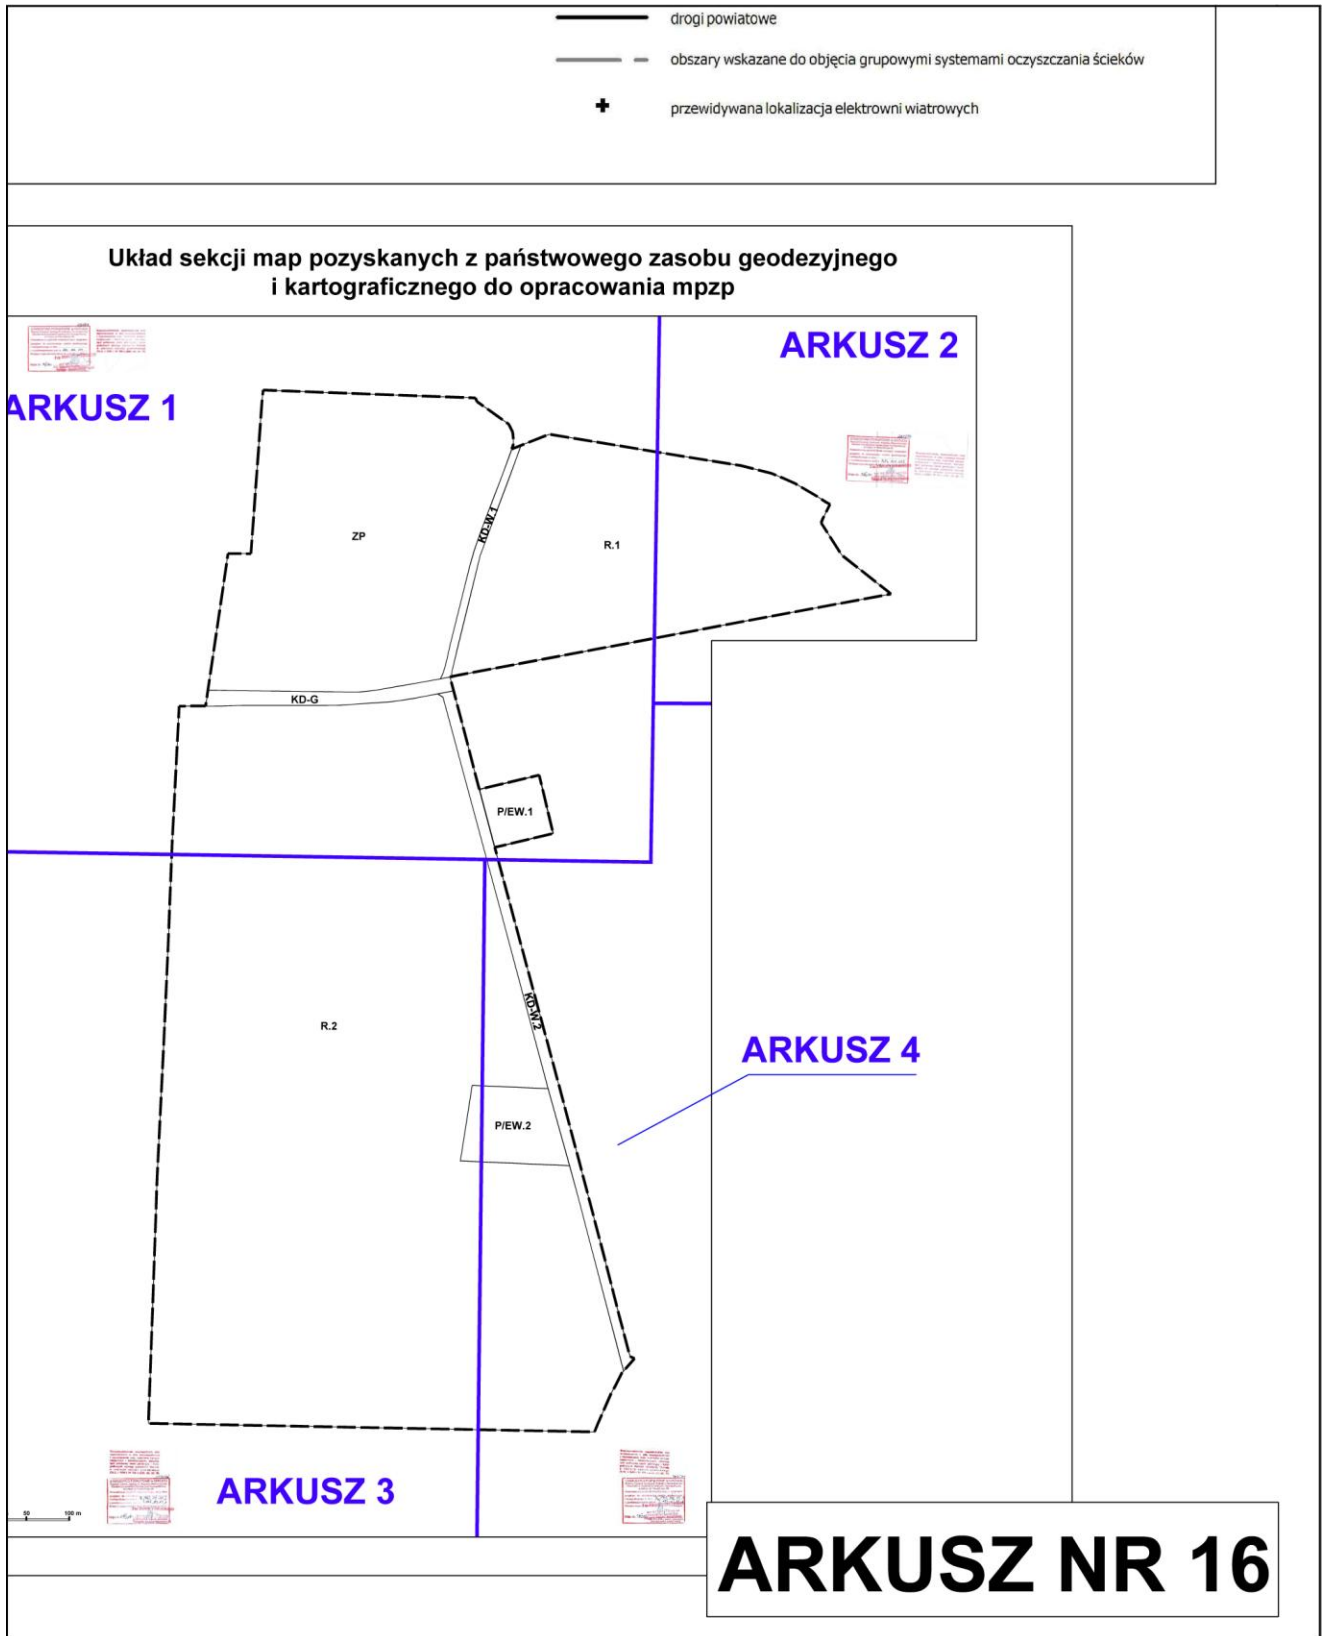 drogi powiatowe
obszary wskazane do objęcia grupowymi systemami oczyszczania ścieków
przewidywana lokalizacja elektrowni wiatrowych
Układ sekcji map pozyskanych z państwowego zasobu geodezyjnego
i kartograficznego do opracowania mpzp
ARKUSZ 2
ARKUSZ 1
KD-W.1
ZP
R.1
KD-G
P/EW.1
KD-W.2
R.2
ARKUSZ 4
P/EW.2
ARKUSZ 3
50
100 m
ARKUSZ NR 16